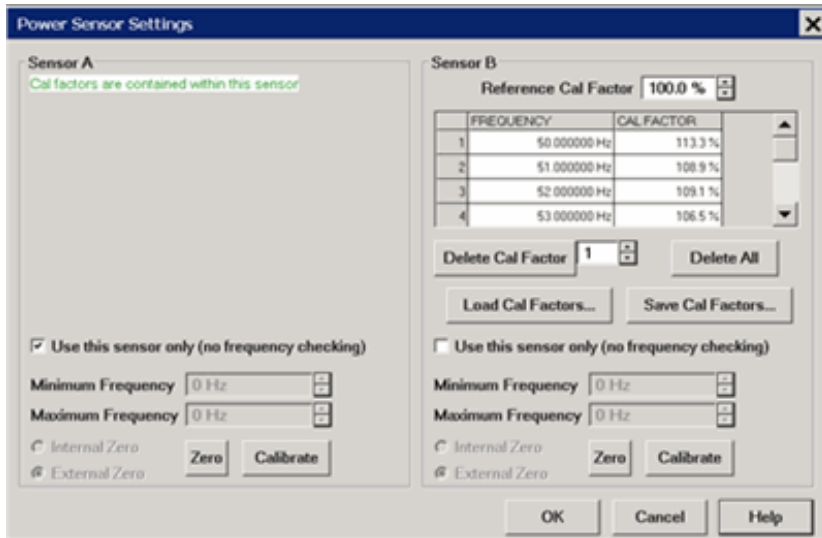 Power Sensor Settings
Sensor A
Cal factors are contained within this sensor
Use this sensor only (no frequency checking)
Minimum Frequency 0 Hz
Maximum Frequency 0 Hz
Internal Zero
External Zero
Zero
Calibrate
Sensor B
Reference Cal Factor 100.0 %
FREQUENCY CAL FACTOR
1 50.000000 Hz 113.3 %
2 51.000000 Hz 108.9 %
3 52.000000 Hz 109.1 %
4 53.000000 Hz 106.5 %
Delete Cal Factor 1 Delete All
Load Cal Factors... Save Cal Factors...
Use this sensor only (no frequency checking)
Minimum Frequency 0 Hz
Maximum Frequency 0 Hz
Internal Zero
External Zero
Zero
Calibrate
OK Cancel Help